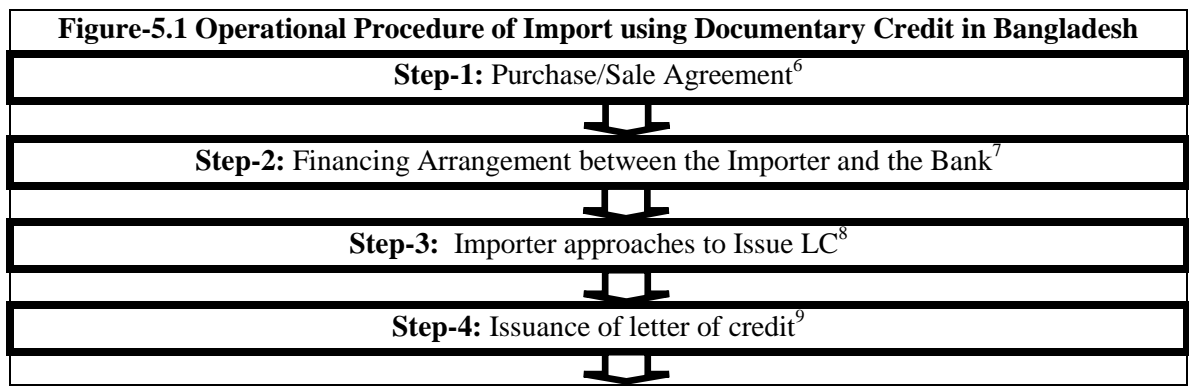 Figure-5.1 Operational Procedure of Import using Documentary Credit in Bangladesh
Step-1: Purchase/Sale Agreement⁶
Step-2: Financing Arrangement between the Importer and the Bank⁷
Step-3: Importer approaches to Issue LC⁸
Step-4: Issuance of letter of credit⁹